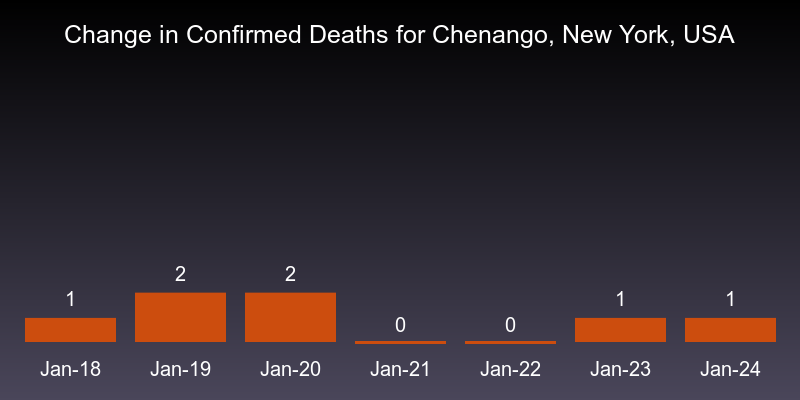 Change in Confirmed Deaths for Chenango, New York, USA
1
2
2
0
0
1
1
Jan-18
Jan-19
Jan-20
Jan-21
Jan-22
Jan-23
Jan-24